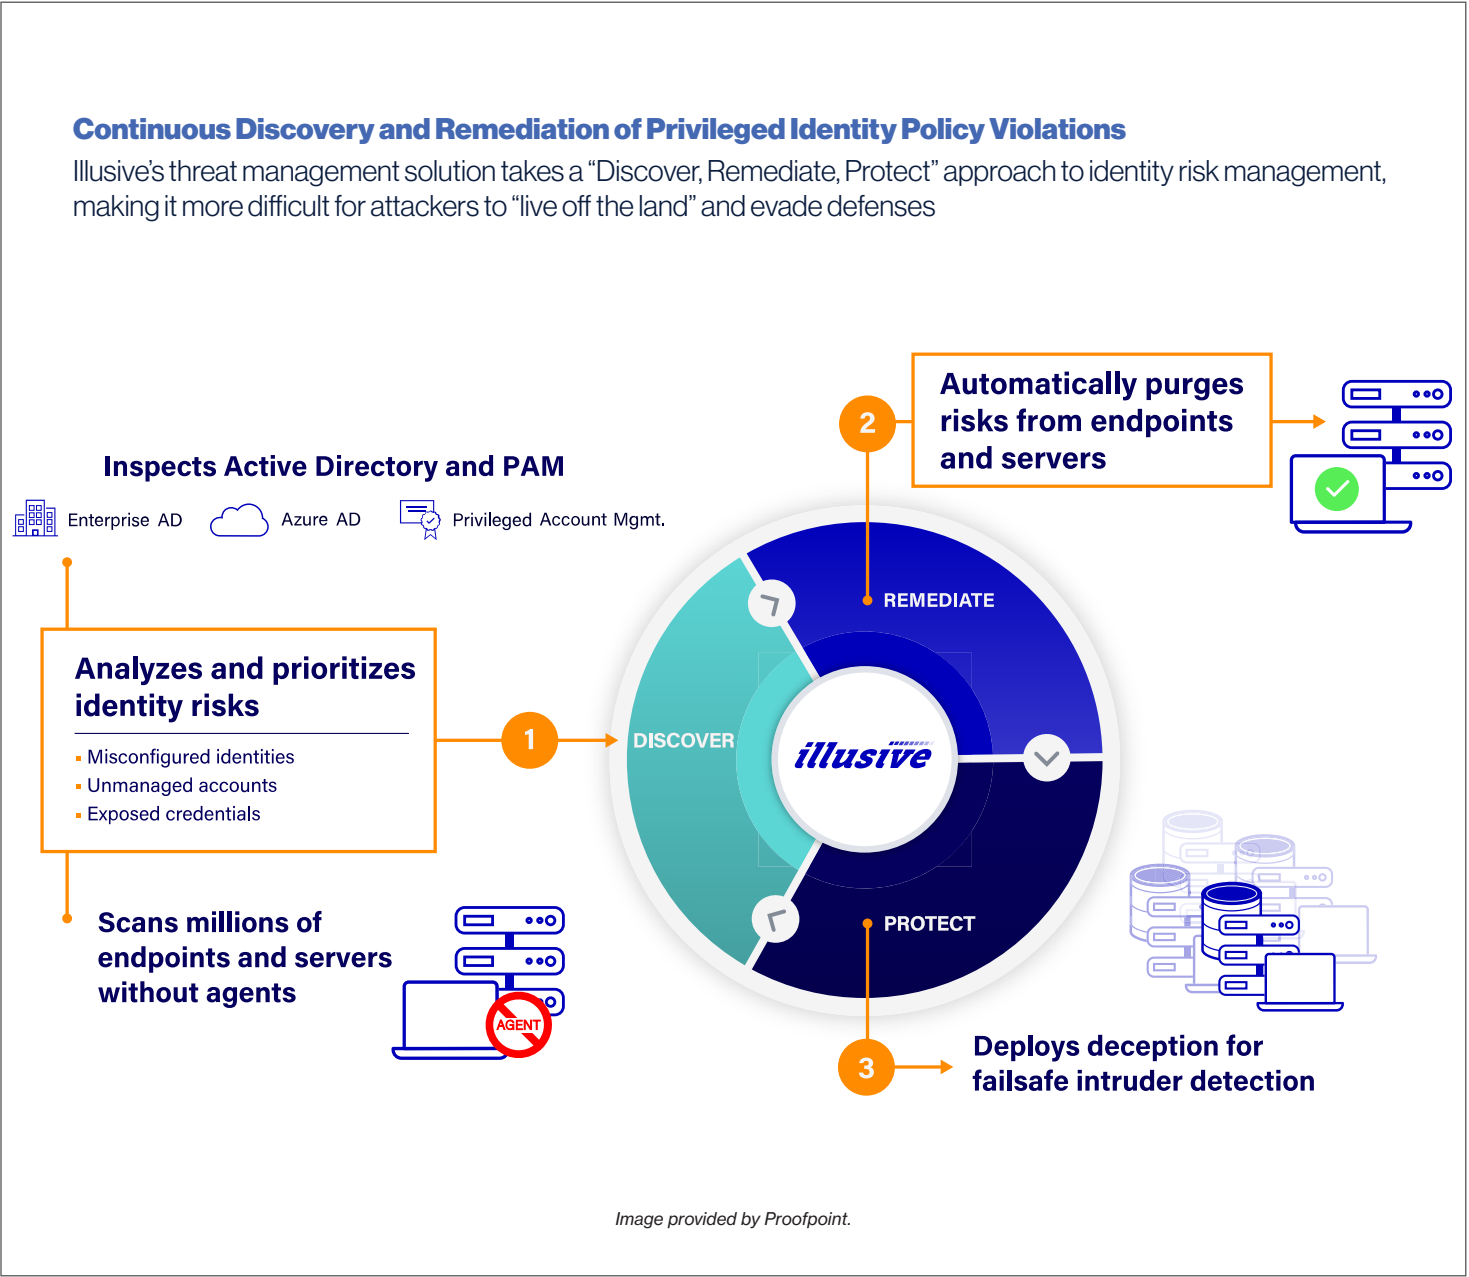 Continuous Discovery and Remediation of Privileged Identity Policy Violations
Illusive's threat management solution takes a “Discover, Remediate, Protect” approach to identity risk management,
making it more difficult for attackers to “live off the land” and evade defenses
Inspects Active Directory and PAM
Enterprise AD
Azure AD
Privileged Account Mgmt.
Analyzes and prioritizes
identity risks
Misconfigured identities
Unmanaged accounts
Exposed credentials
Scans millions of
endpoints and servers
without agents
AGENT
1
DISCOVER
2
Automatically purges
risks from endpoints
and servers
REMEDIATE
illusive
PROTECT
3
Deploys deception for
failsafe intruder detection
Image provided by Proofpoint.